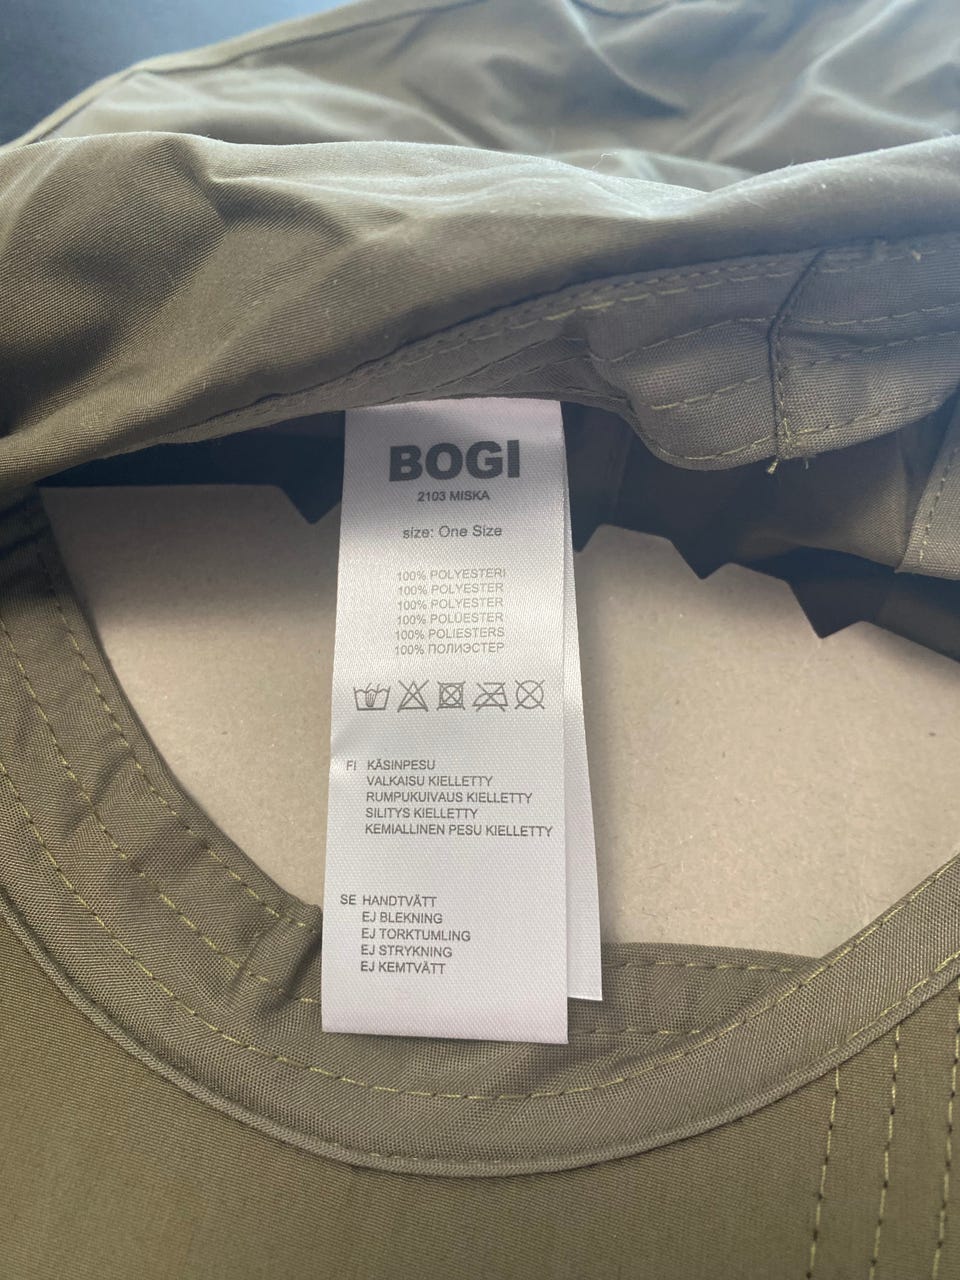 BOGI
2103 MISKA
size: One Size
100% POLYESTERI
100% POLYESTER
100% POLYESTER
100% POLÜESTER
100% POLIESTERS
100% ПОЛИЭСТЕР
FI KÄSINPESU
VALKAISU KIELLETTY
RUMPUKUIVAUS KIELLETTY
SILITYS KIELLETTY
KEMIALLINEN PESU KIELLETTY
SE HANDTVÄTT
EJ BLEKNING
EJ TORKTUMLING
EJ STRYKNING
EJ KEMTVÄTT